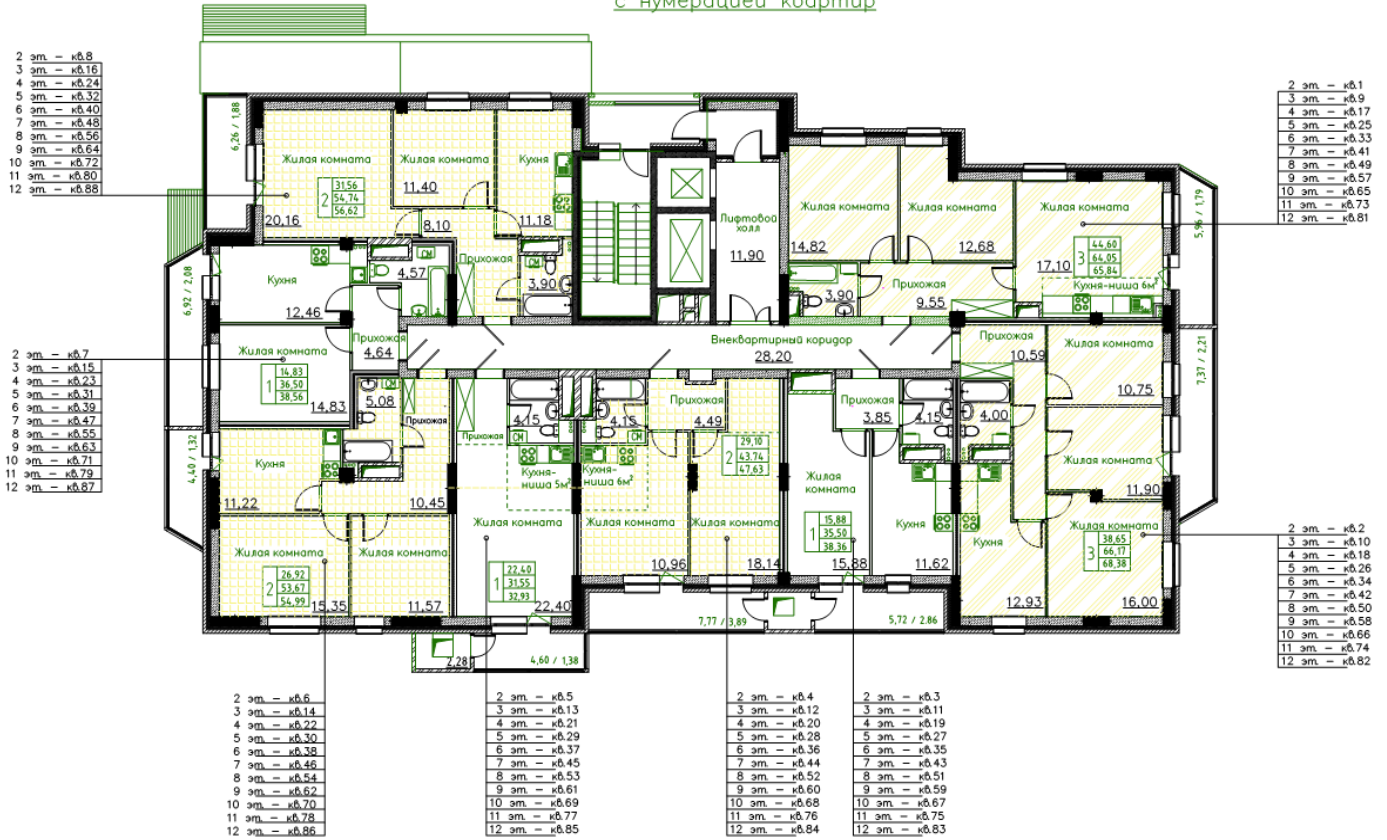 с нумерацией квартир
2 эт. – кв.8
3 эт. – кв.16
4 эт. – кв.24
5 эт. – кв.32
6 эт. – кв.40
7 эт. – кв.48
8 эт. – кв.56
9 эт. – кв.64
10 эт. – кв.72
11 эт. – кв.80
12 эт. – кв.88
2 эт. – кв.1
3 эт. – кв.9
4 эт. – кв.17
5 эт. – кв.25
6 эт. – кв.33
7 эт. – кв.41
8 эт. – кв.49
9 эт. – кв.57
10 эт. – кв.65
11 эт. – кв.73
12 эт. – кв.81
6,26 / 1,88
Жилая комната
20,16
2
31,56
54,74
56,62
Жилая комната
11,40
Кухня
11,18
8,10
Прихожая
СМ
3,90
Лифтовой
холл
11,90
Жилая комната
14,82
Жилая комната
12,68
Жилая комната
17,10
3
44,60
64,05
65,84
Кухня-ниша 6м²
5,96 / 1,79
3,90
Прихожая
9,55
6,92 / 2,08
Кухня
12,46
СМ
4,57
Прихожая
4,64
Внеквартирный коридор
28,20
2 эт. – кв.7
3 эт. – кв.15
4 эт. – кв.23
5 эт. – кв.31
6 эт. – кв.39
7 эт. – кв.47
8 эт. – кв.55
9 эт. – кв.63
10 эт. – кв.71
11 эт. – кв.79
12 эт. – кв.87
Жилая комната
1
14,83
36,50
38,56
14,83
4,40 / 1,32
СМ
5,08
Прихожая
10,45
Кухня
11,22
Жилая комната
2
26,92
53,67
54,99
15,35
Жилая комната
11,57
Прихожая
4,15
СМ
Кухня-
ниша 5м²
Жилая комната
1
22,40
31,55
32,93
22,40
4,15
СМ
Кухня-
ниша 6м²
Прихожая
4,49
2
29,10
43,74
47,63
Жилая комната
10,96
Жилая комната
18,14
Прихожая
3,85
4,15
Жилая
комната
1
15,88
35,50
38,36
15,88
Кухня
11,62
Прихожая
10,59
4,00
Жилая комната
10,75
Жилая комната
11,90
7,37 / 2,21
Кухня
12,93
Жилая комната
3
38,65
66,17
68,38
16,00
2,28
4,60 / 1,38
7,77 / 3,89
5,72 / 2.86
2 эт. – кв.2
3 эт. – кв.10
4 эт. – кв.18
5 эт. – кв.26
6 эт. – кв.34
7 эт. – кв.42
8 эт. – кв.50
9 эт. – кв.58
10 эт. – кв.66
11 эт. – кв.74
12 эт. – кв.82
2 эт. – кв.6
3 эт. – кв.14
4 эт. – кв.22
5 эт. – кв.30
6 эт. – кв.38
7 эт. – кв.46
8 эт. – кв.54
9 эт. – кв.62
10 эт. – кв.70
11 эт. – кв.78
12 эт. – кв.86
2 эт. – кв.5
3 эт. – кв.13
4 эт. – кв.21
5 эт. – кв.29
6 эт. – кв.37
7 эт. – кв.45
8 эт. – кв.53
9 эт. – кв.61
10 эт. – кв.69
11 эт. – кв.77
12 эт. – кв.85
2 эт. – кв.4
3 эт. – кв.12
4 эт. – кв.20
5 эт. – кв.28
6 эт. – кв.36
7 эт. – кв.44
8 эт. – кв.52
9 эт. – кв.60
10 эт. – кв.68
11 эт. – кв.76
12 эт. – кв.84
2 эт. – кв.3
3 эт. – кв.11
4 эт. – кв.19
5 эт. – кв.27
6 эт. – кв.35
7 эт. – кв.43
8 эт. – кв.51
9 эт. – кв.59
10 эт. – кв.67
11 эт. – кв.75
12 эт. – кв.83